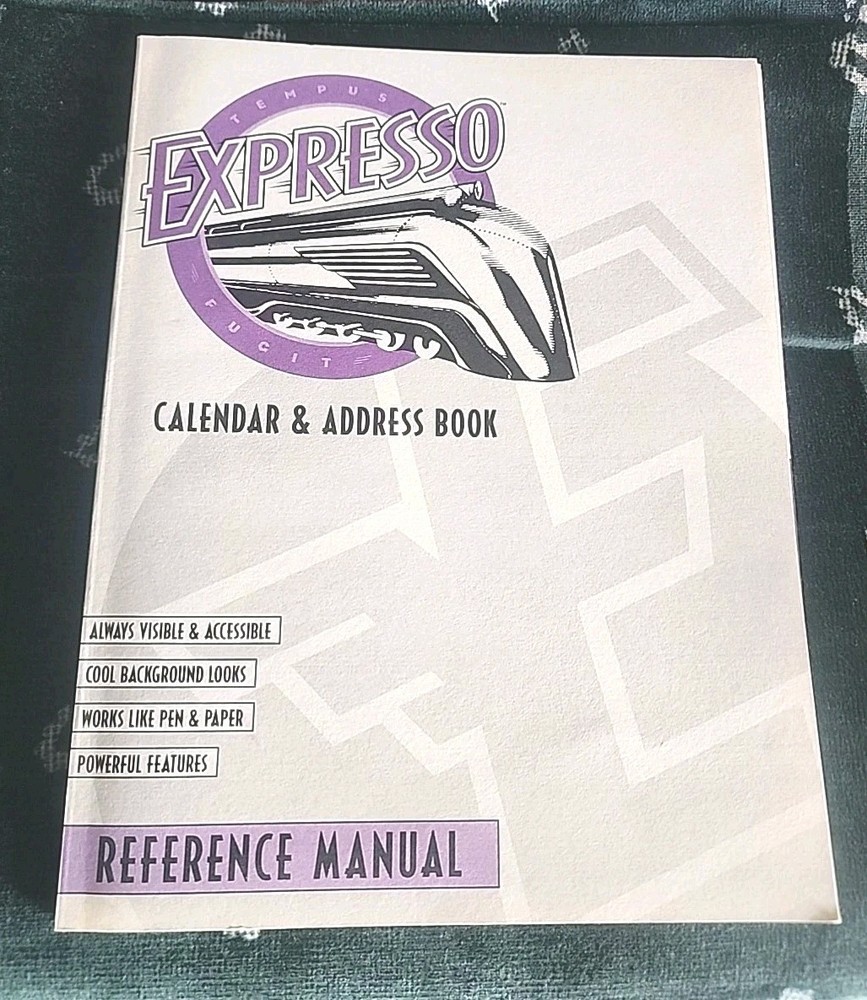 TEMPUS
EXPRESSO™
FUGIT
CALENDAR & ADDRESS BOOK
ALWAYS VISIBLE & ACCESSIBLE
COOL BACKGROUND LOOKS
WORKS LIKE PEN & PAPER
POWERFUL FEATURES
REFERENCE MANUAL